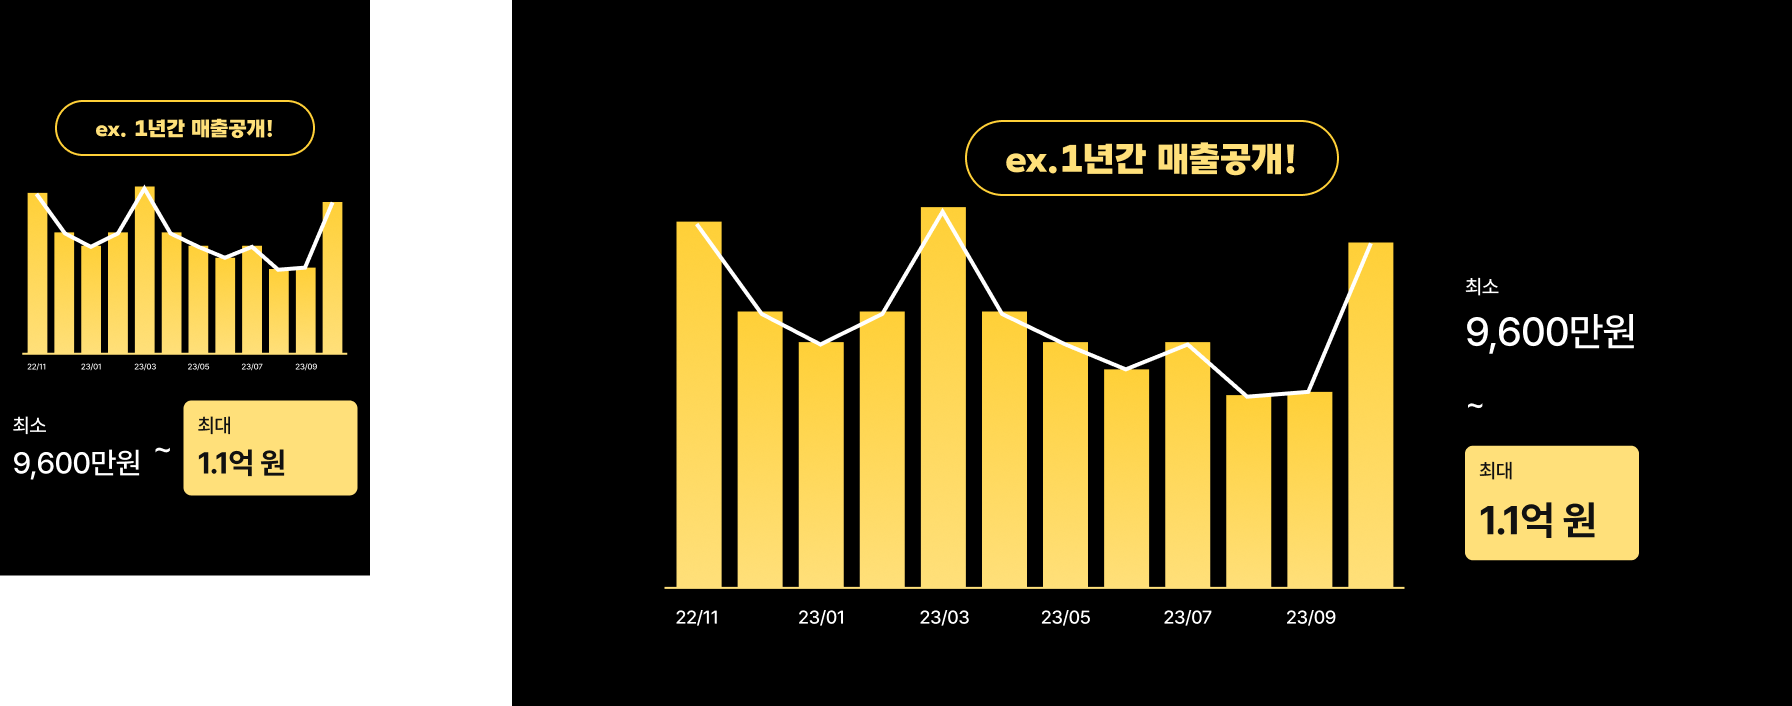 ex. 1년간 매출공개!
22/11 23/01 23/03 23/05 23/07 23/09
최소
9,600만원
~
최대
1.1억 원
ex.1년간 매출공개!
22/11 23/01 23/03 23/05 23/07 23/09
최소
9,600만원
~
최대
1.1억 원